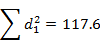 ∑ d₁² = 117.6